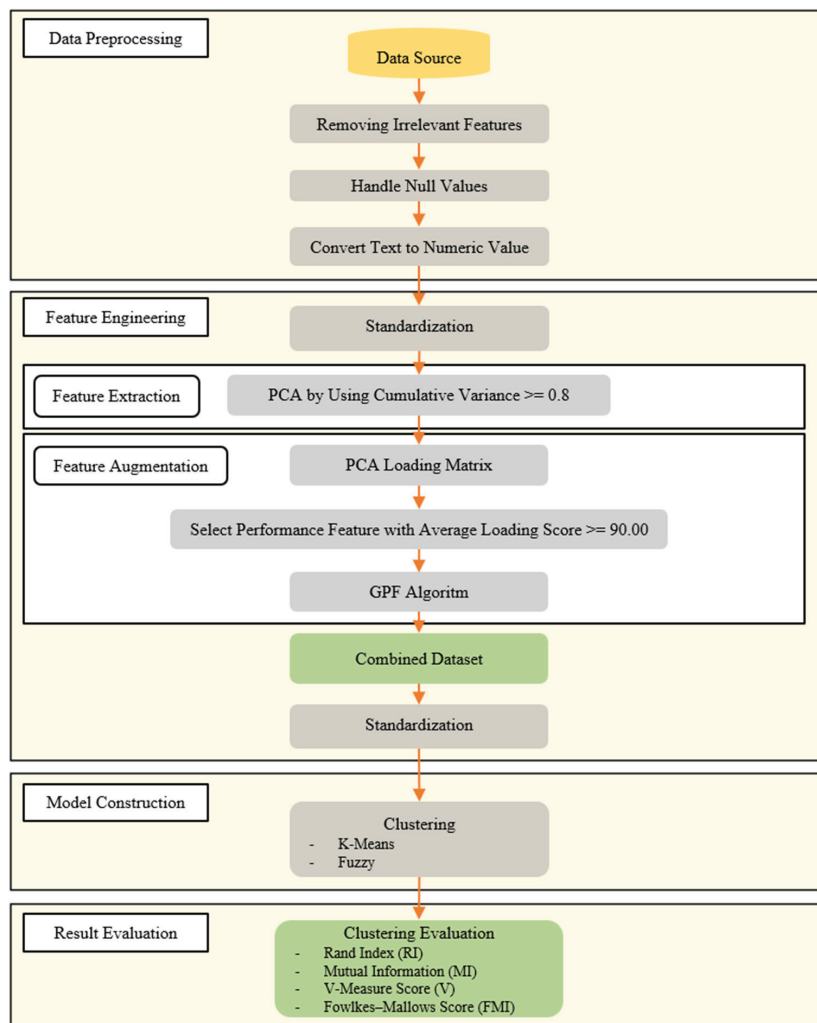 Data Preprocessing
Data Source
Removing Irrelevant Features
Handle Null Values
Convert Text to Numeric Value
Feature Engineering
Standardization
Feature Extraction
PCA by Using Cumulative Variance >= 0.8
Feature Augmentation
PCA Loading Matrix
Select Performance Feature with Average Loading Score >= 90.00
GPF Algoritm
Combined Dataset
Standardization
Model Construction
Clustering
- K-Means
- Fuzzy
Result Evaluation
Clustering Evaluation
- Rand Index (RI)
- Mutual Information (MI)
- V-Measure Score (V)
- Fowlkes–Mallows Score (FMI)